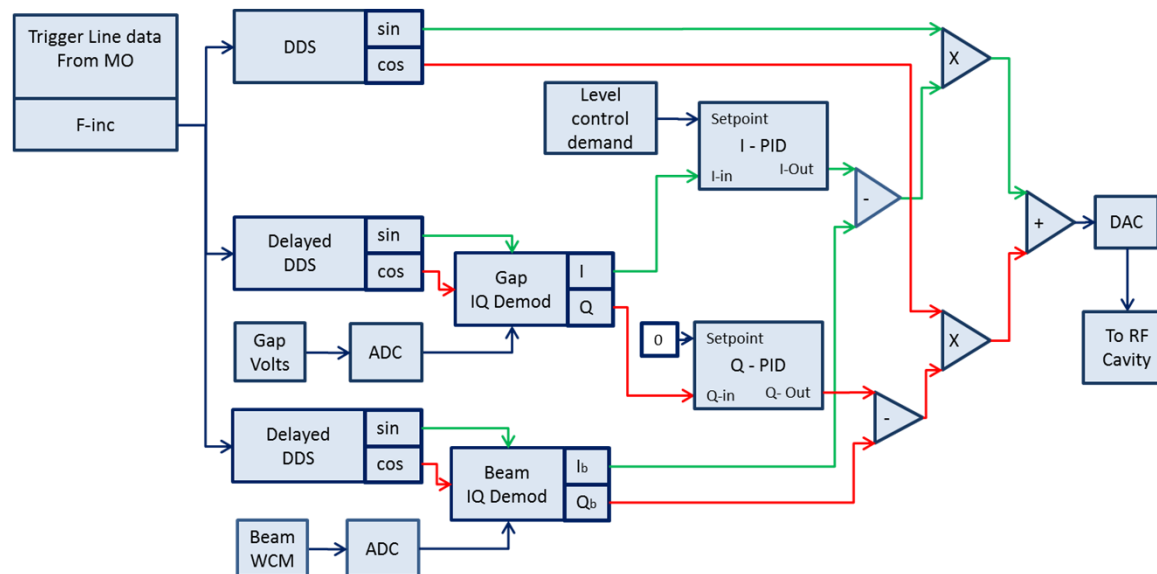 Trigger Line data
From MO
F-inc
DDS
sin
cos
X
Level
control
demand
Setpoint
I - PID
I-Out
I-in
-
Delayed
DDS
sin
cos
Gap
IQ Demod
I
Q
+
DAC
Gap
Volts
ADC
0
Setpoint
Q - PID
Q-in
Q- Out
X
To RF
Cavity
-
Delayed
DDS
sin
cos
Beam
IQ Demod
Ib
Qb
Beam
WCM
ADC